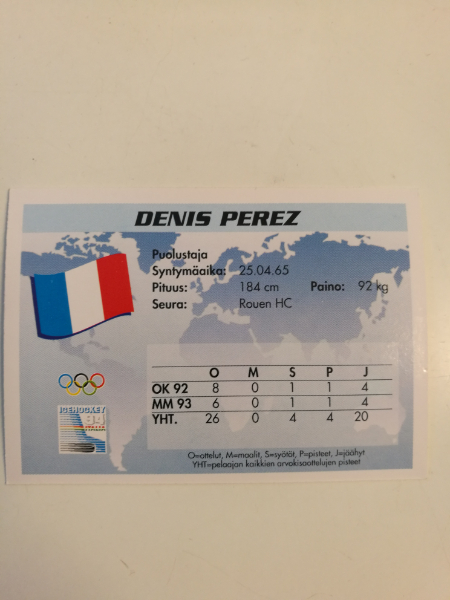 DENIS PEREZ
Puolustaja
Syntymäaika: 25.04.65
Pituus: 184 cm Paino: 92 kg
Seura: Rouen HC
O M S P J
OK 92 8 0 1 1 4
MM 93 6 0 1 1 4
YHT. 26 0 4 4 20
ICEHOCKEY
O=ottelut, M=maalit, S=syötöt, P=pisteet, J=jäähyt
YHT=pelaajan kaikkien arvokisaottelujen pisteet